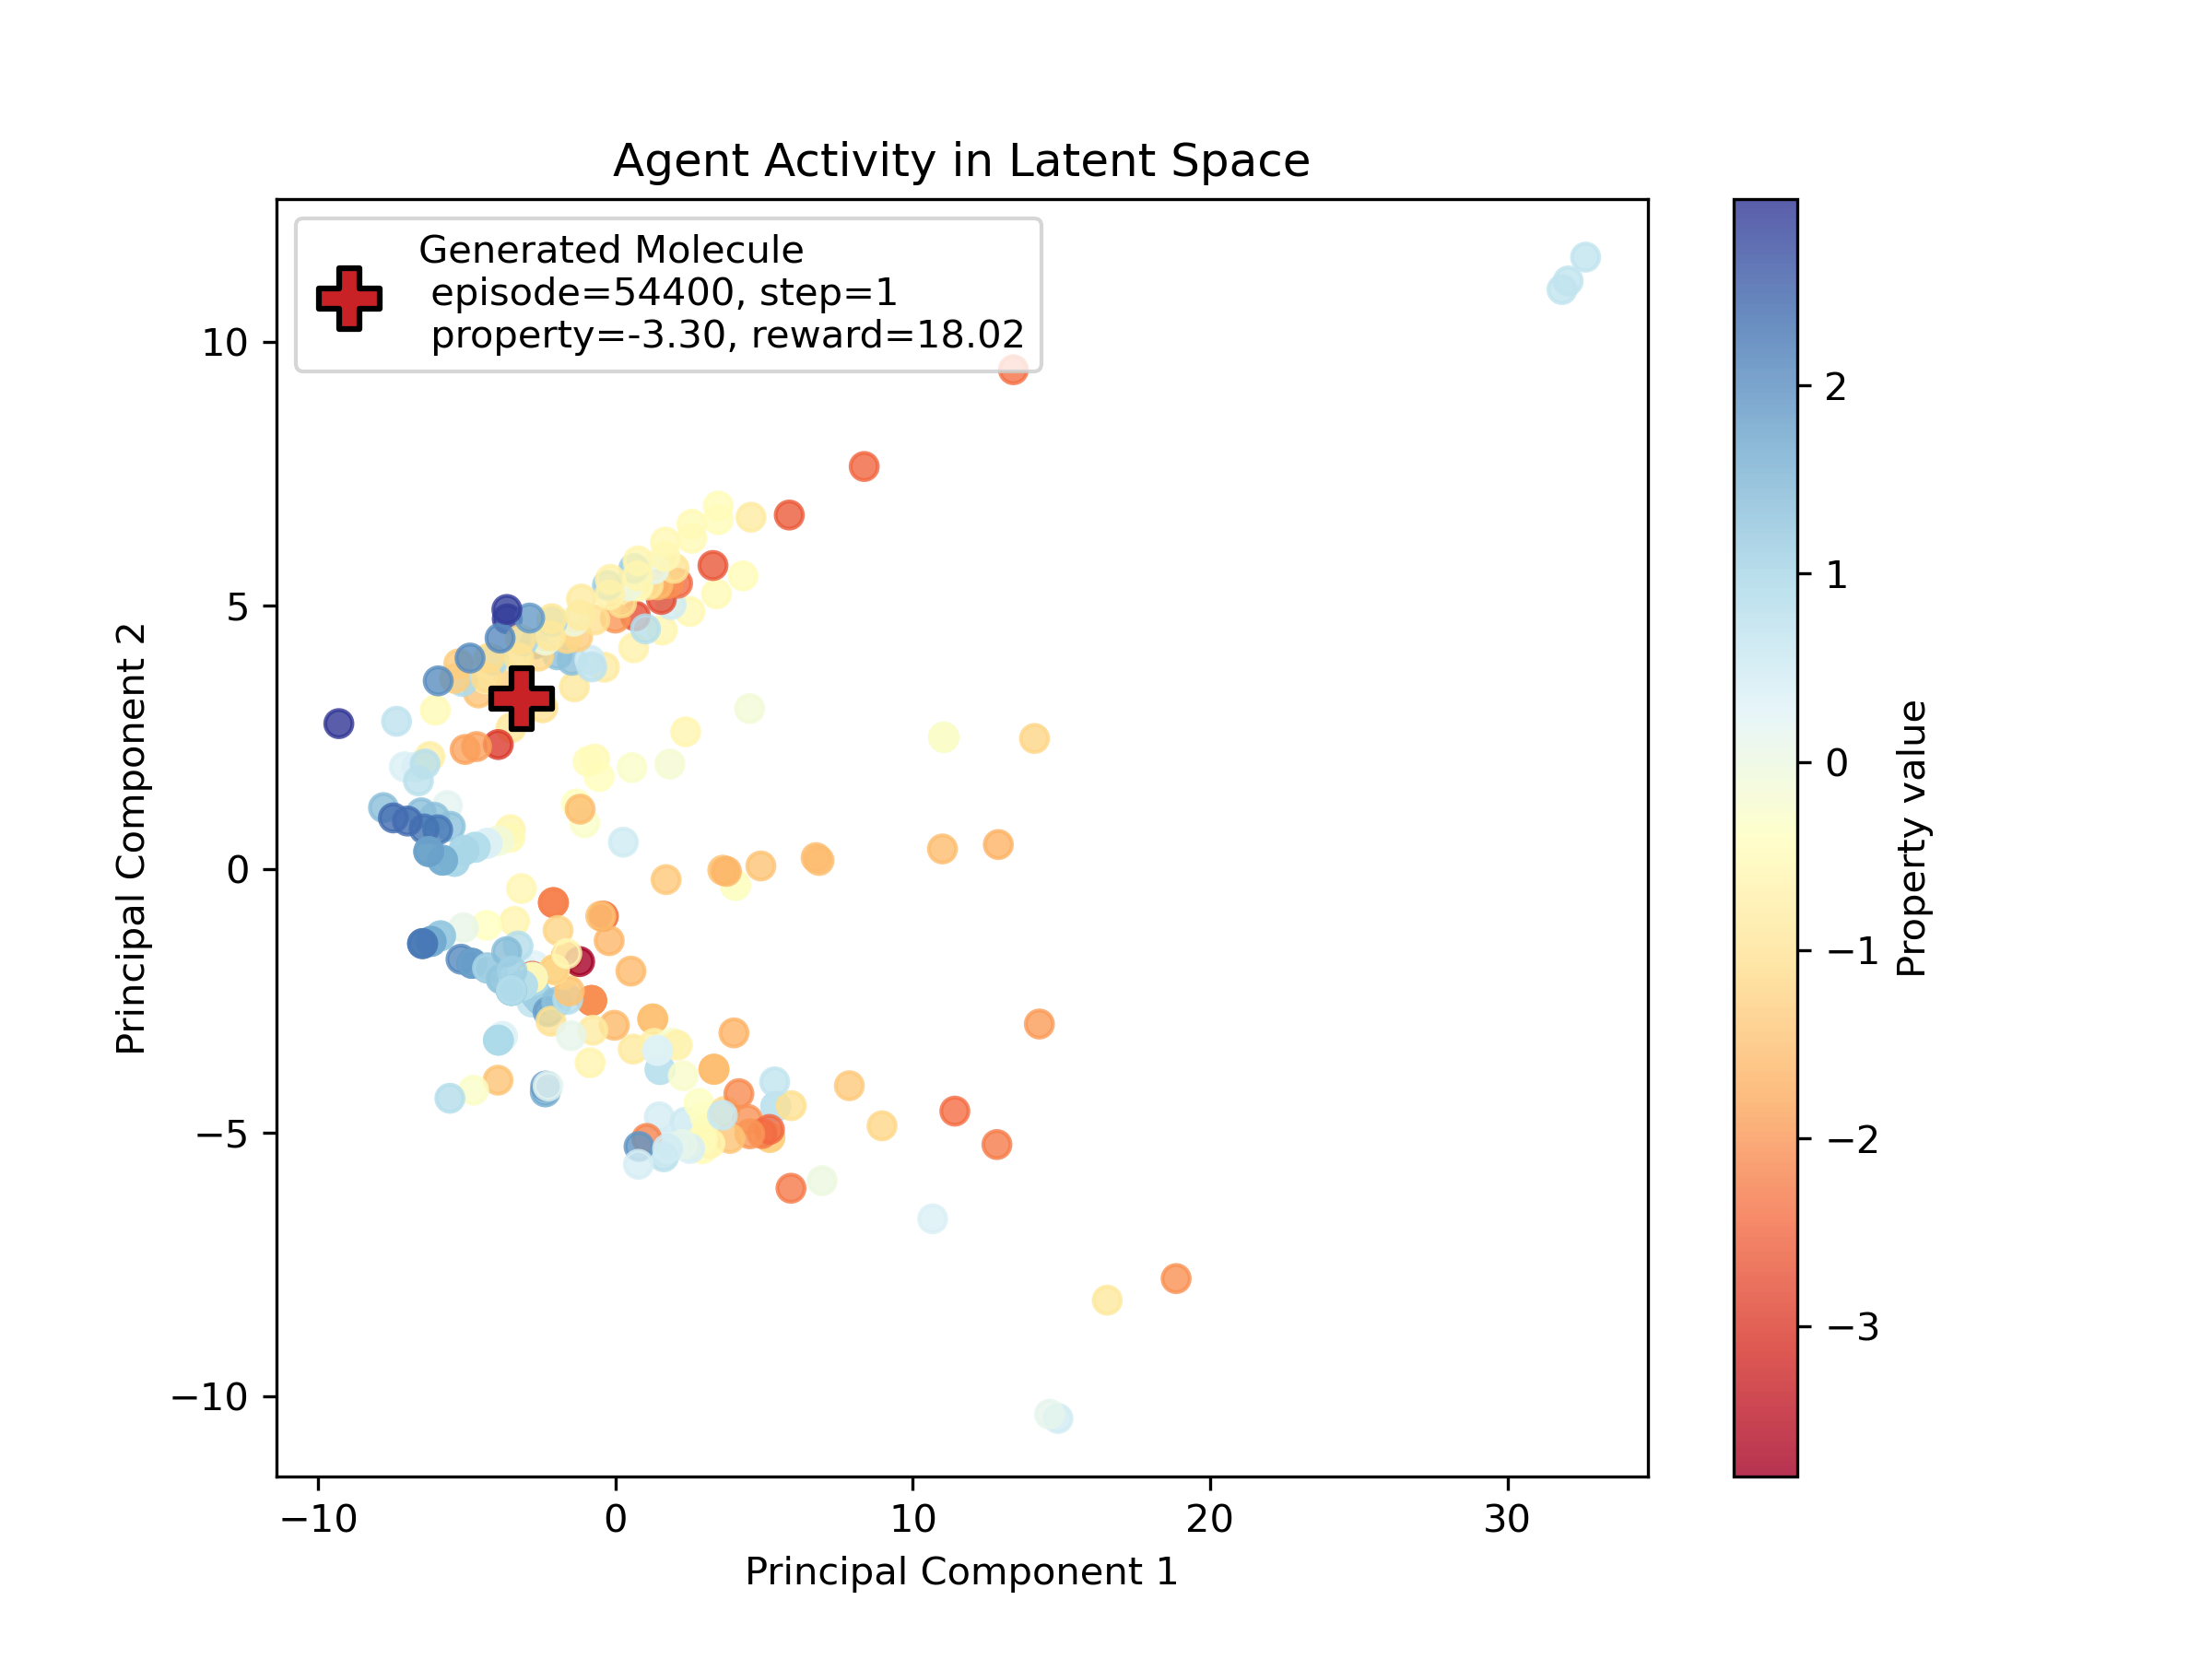 Agent Activity in Latent Space
Generated Molecule
episode=54400, step=1
property=-3.30, reward=18.02
10
5
0
−5
−10
Principal Component 2
−10
0
10
20
30
Principal Component 1
2
1
0
−1
−2
−3
Property value